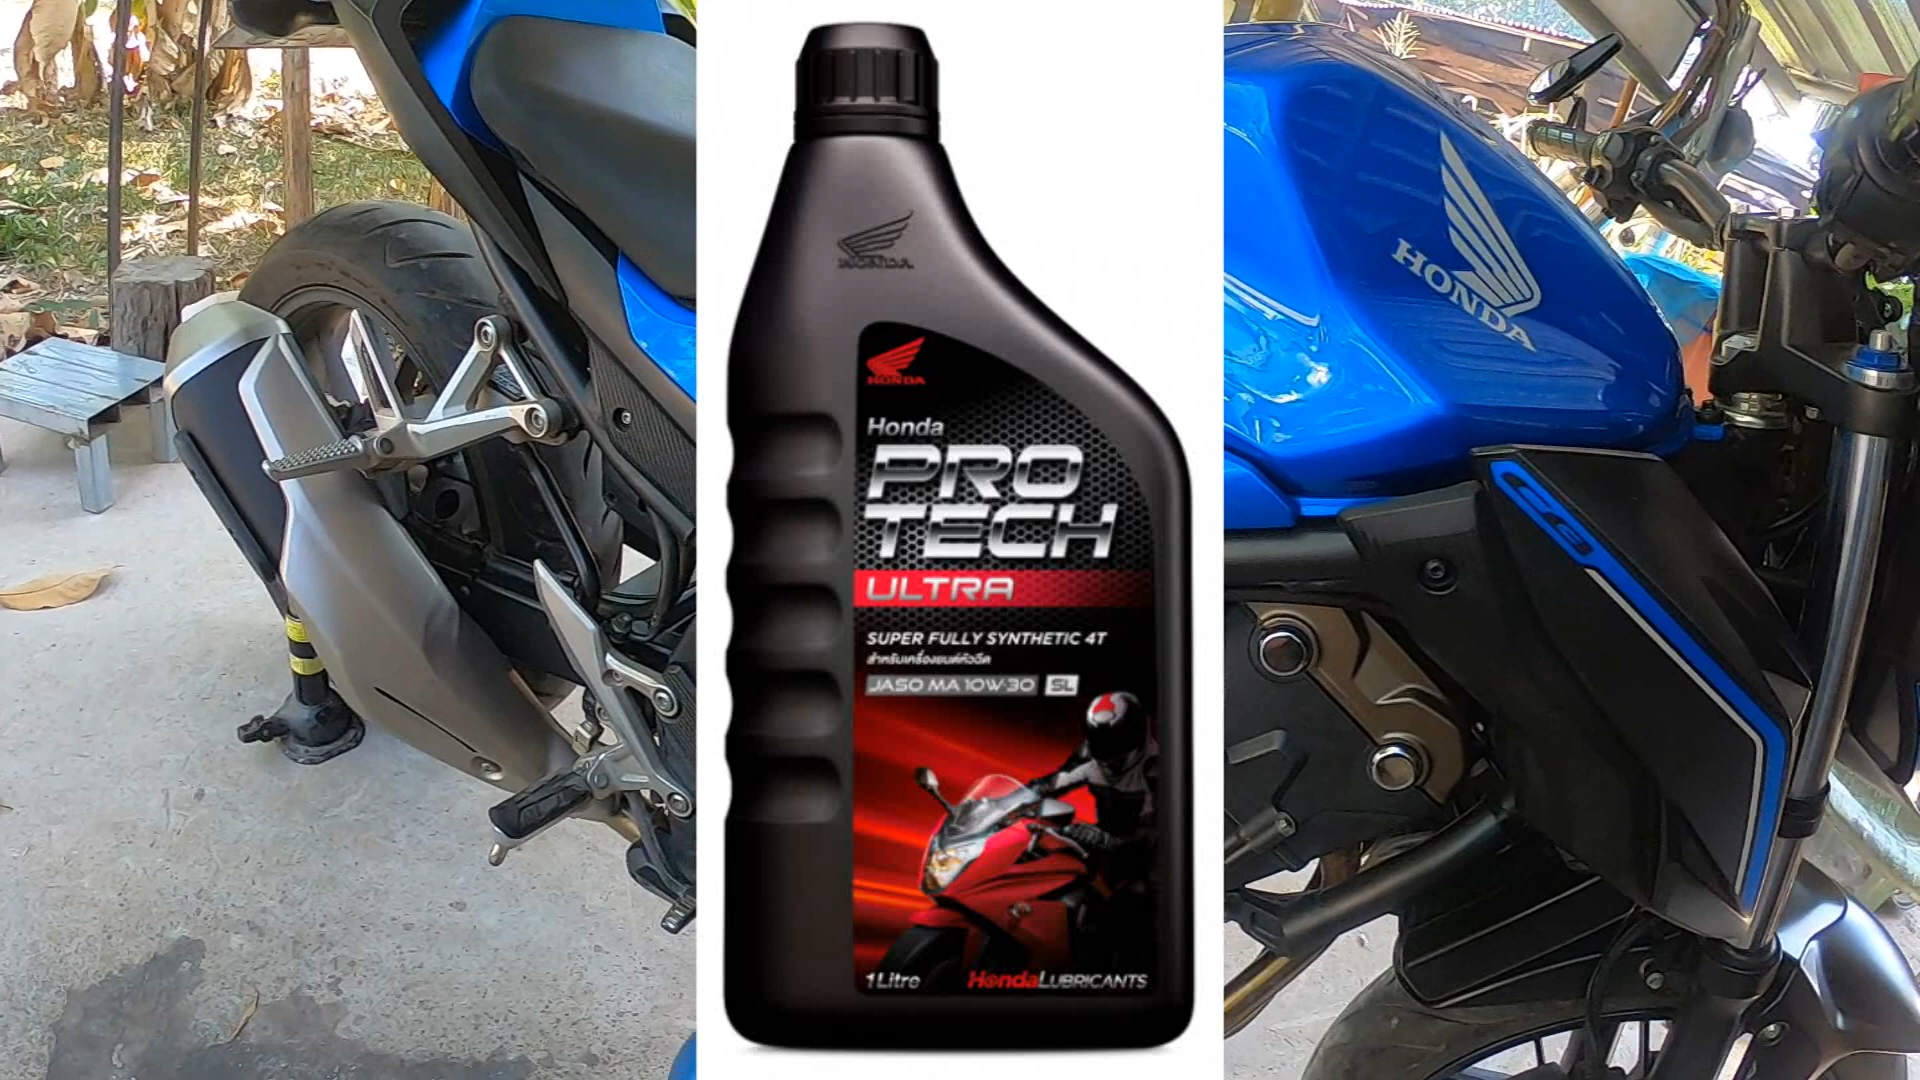 HONDA
HONDA
Honda
PRO
TECH
ULTRA
SUPER FULLY SYNTHETIC 4T
สำหรับเครื่องยนต์หัวฉีด
JASO MA 10W-30 SL
1 Litre
HondaLUBRICANTS
HONDA
CB